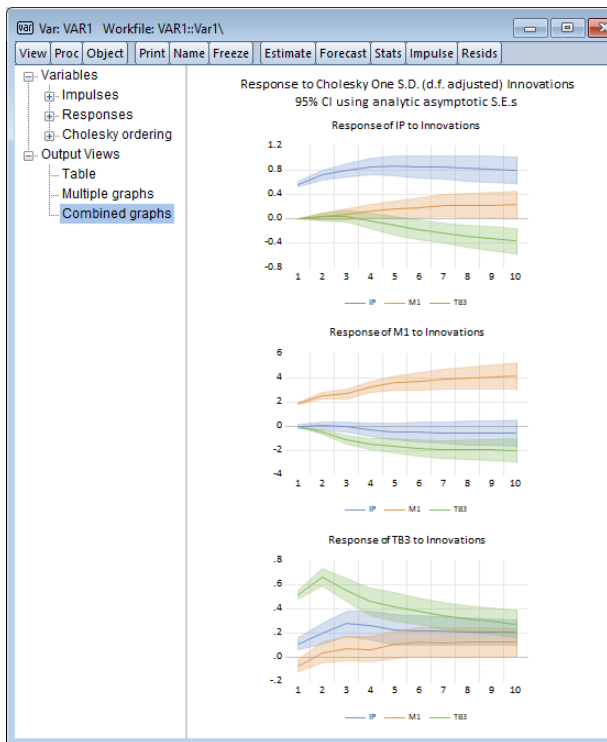 Var: VAR1 Workfile: VAR1::Var1\
View Proc Object Print Name Freeze Estimate Forecast Stats Impulse Resids
Variables
Impulses
Responses
Cholesky ordering
Output Views
Table
Multiple graphs
Combined graphs
Response to Cholesky One S.D. (d.f. adjusted) Innovations
95% CI using analytic asymptotic S.E.s
Response of IP to Innovations
1.2
0.8
0.4
0.0
-0.4
-0.8
1 2 3 4 5 6 7 8 9 10
IP M1 TB3
Response of M1 to Innovations
6
4
2
0
-2
-4
1 2 3 4 5 6 7 8 9 10
IP M1 TB3
Response of TB3 to Innovations
.8
.6
.4
.2
.0
-.2
1 2 3 4 5 6 7 8 9 10
IP M1 TB3